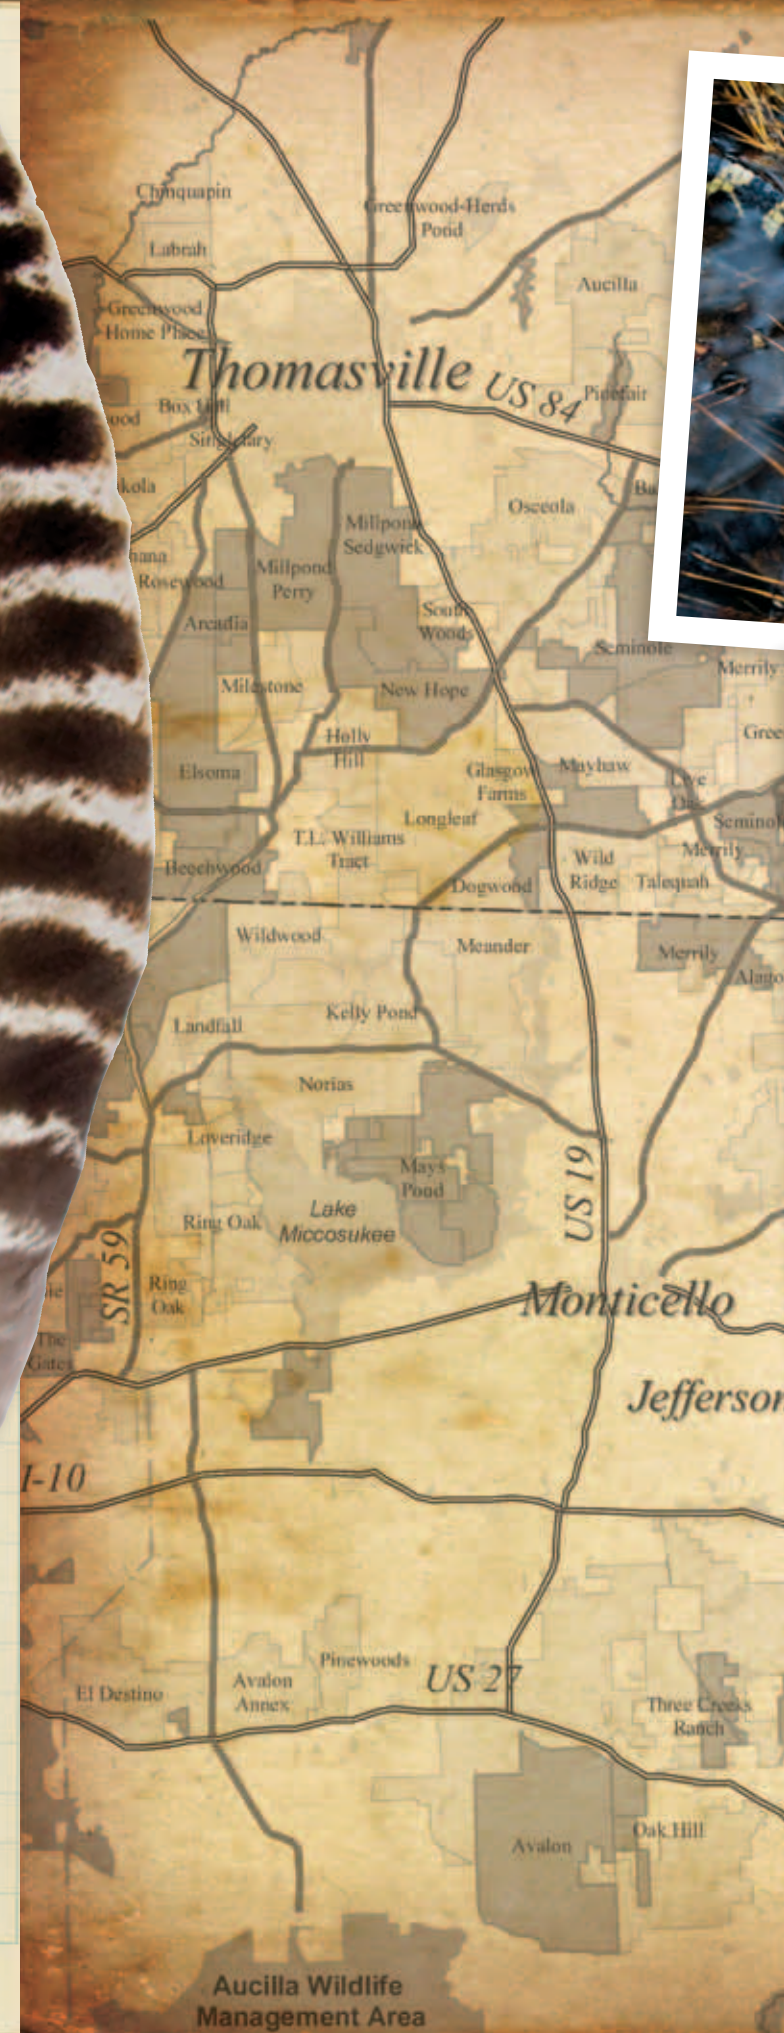 Chinquapin
Greenwood-Herds
Pond
Labrah
Aucilla
Greenwood
Home Place
Thomasville
US 84
Pinefair
Box Hall
Singletary
Osceola
Millpond
Sedgwick
Millpond
Perry
Rosewood
Arcadia
South
Woods
Seminole
Merrily
Milestone
New Hope
Holly
Hill
Elsoma
Glasgow
Farms
Mayhaw
Live
Oak
Longleaf
T.L. Williams
Tract
Merrily
Beechwood
Dogwood
Wild
Ridge
Talequah
Wildwood
Meander
Merrily
Landfall
Kelly Pond
Norias
Loveridge
Mays
Pond
US 19
Lake
Miccosukee
Ring Oak
SR 59
Ring
Oak
Monticello
The
Gates
Jefferson
I-10
Pinewoods
US 27
El Destino
Avalon
Annex
Three Creeks
Ranch
Avalon
Oak Hill
Aucilla Wildlife
Management Area